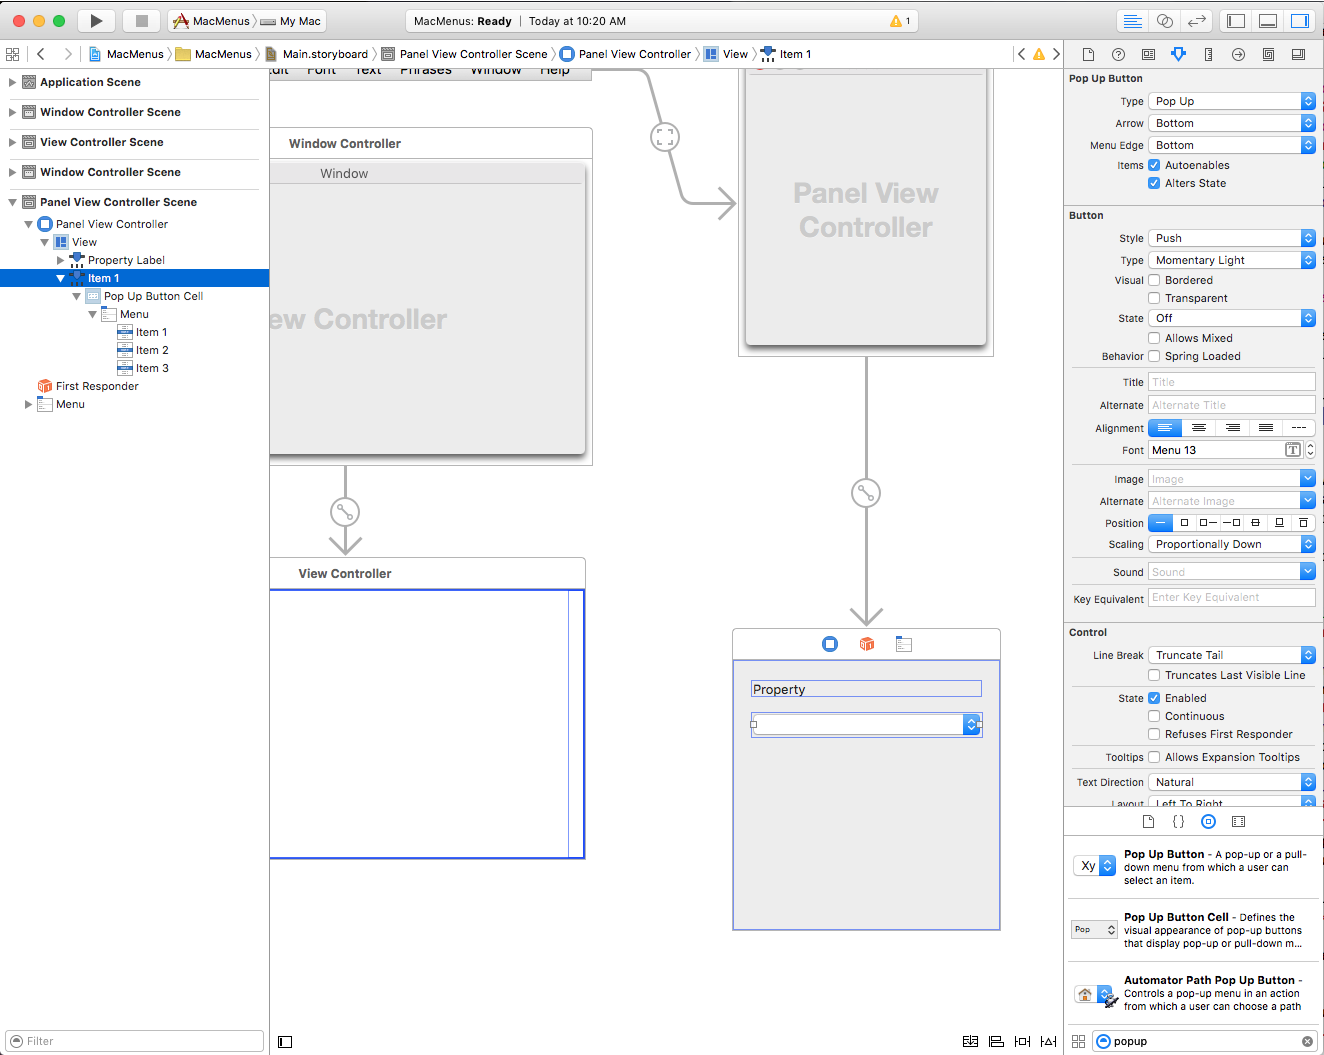 MacMenus My Mac
MacMenus: Ready | Today at 10:20 AM
1
MacMenus MacMenus Main.storyboard Panel View Controller Scene Panel View Controller View Item 1
Application Scene
Window Controller Scene
View Controller Scene
Window Controller Scene
Panel View Controller Scene
Panel View Controller
View
Property Label
Item 1
Pop Up Button Cell
Menu
Item 1
Item 2
Item 3
First Responder
Menu
Filter
Font Text Phrases Window Help
Window Controller
Window
ew Controller
View Controller
Panel View
Controller
Property
Pop Up Button
Type Pop Up
Arrow Bottom
Menu Edge Bottom
Items Autoenables
Alters State
Button
Style Push
Type Momentary Light
Visual Bordered
Transparent
State Off
Allows Mixed
Behavior Spring Loaded
Title Title
Alternate Alternate Title
Alignment
Font Menu 13
Image Image
Alternate Alternate Image
Position
Scaling Proportionally Down
Sound Sound
Key Equivalent Enter Key Equivalent
Control
Line Break Truncate Tail
Truncates Last Visible Line
State Enabled
Continuous
Refuses First Responder
Tooltips Allows Expansion Tooltips
Text Direction Natural
Layout Left To Right
Xy
Pop Up Button - A pop-up or a pull-
down menu from which a user can
select an item.
Pop
Pop Up Button Cell - Defines the
visual appearance of pop-up buttons
that display pop-up or pull-down m...
Automator Path Pop Up Button -
Controls a pop-up menu in an action
from which a user can choose a path
popup